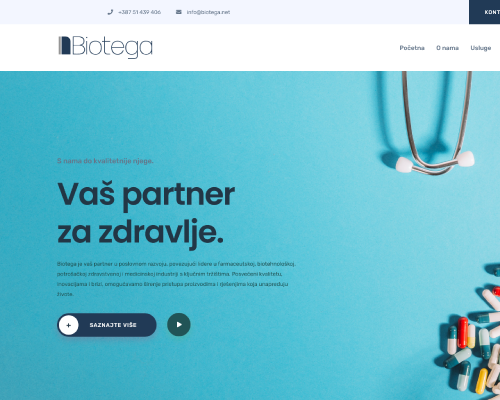 +387 51 439 406
info@biotega.net
KONT
Biotega
Početna
O nama
Usluge
S nama do kvalitetnije njege.
Vaš partner
za zdravlje.
Biotega je vaš partner u poslovnom razvoju, povezujući lidere u farmaceutskoj, biotehnološkoj,
potrošačkoj zdravstvenoj i medicinskoj industriji s ključnim tržištima. Posvećeni kvalitetu,
inovacijama i brizi, omogućavamo širenje pristupa proizvodima i rješenjima koja unapređuju
živote.
SAZNAJTE VIŠE